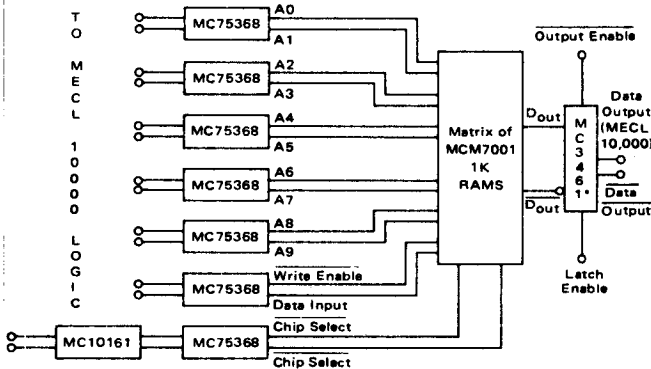 TO MECL 10000 LOGIC
MC75368
A0
A1
MC75368
A2
A3
MC75368
A4
A5
MC75368
A6
A7
MC75368
A8
A9
MC75368
Write Enable
Data Input
MC10161
MC75368
Chip Select
Chip Select
Matrix of
MCM7001
1K
RAMS
Dout
Dout
Output Enable
MC3461*
Data
Output
(MECL
10,000)
Data
Output
Latch
Enable